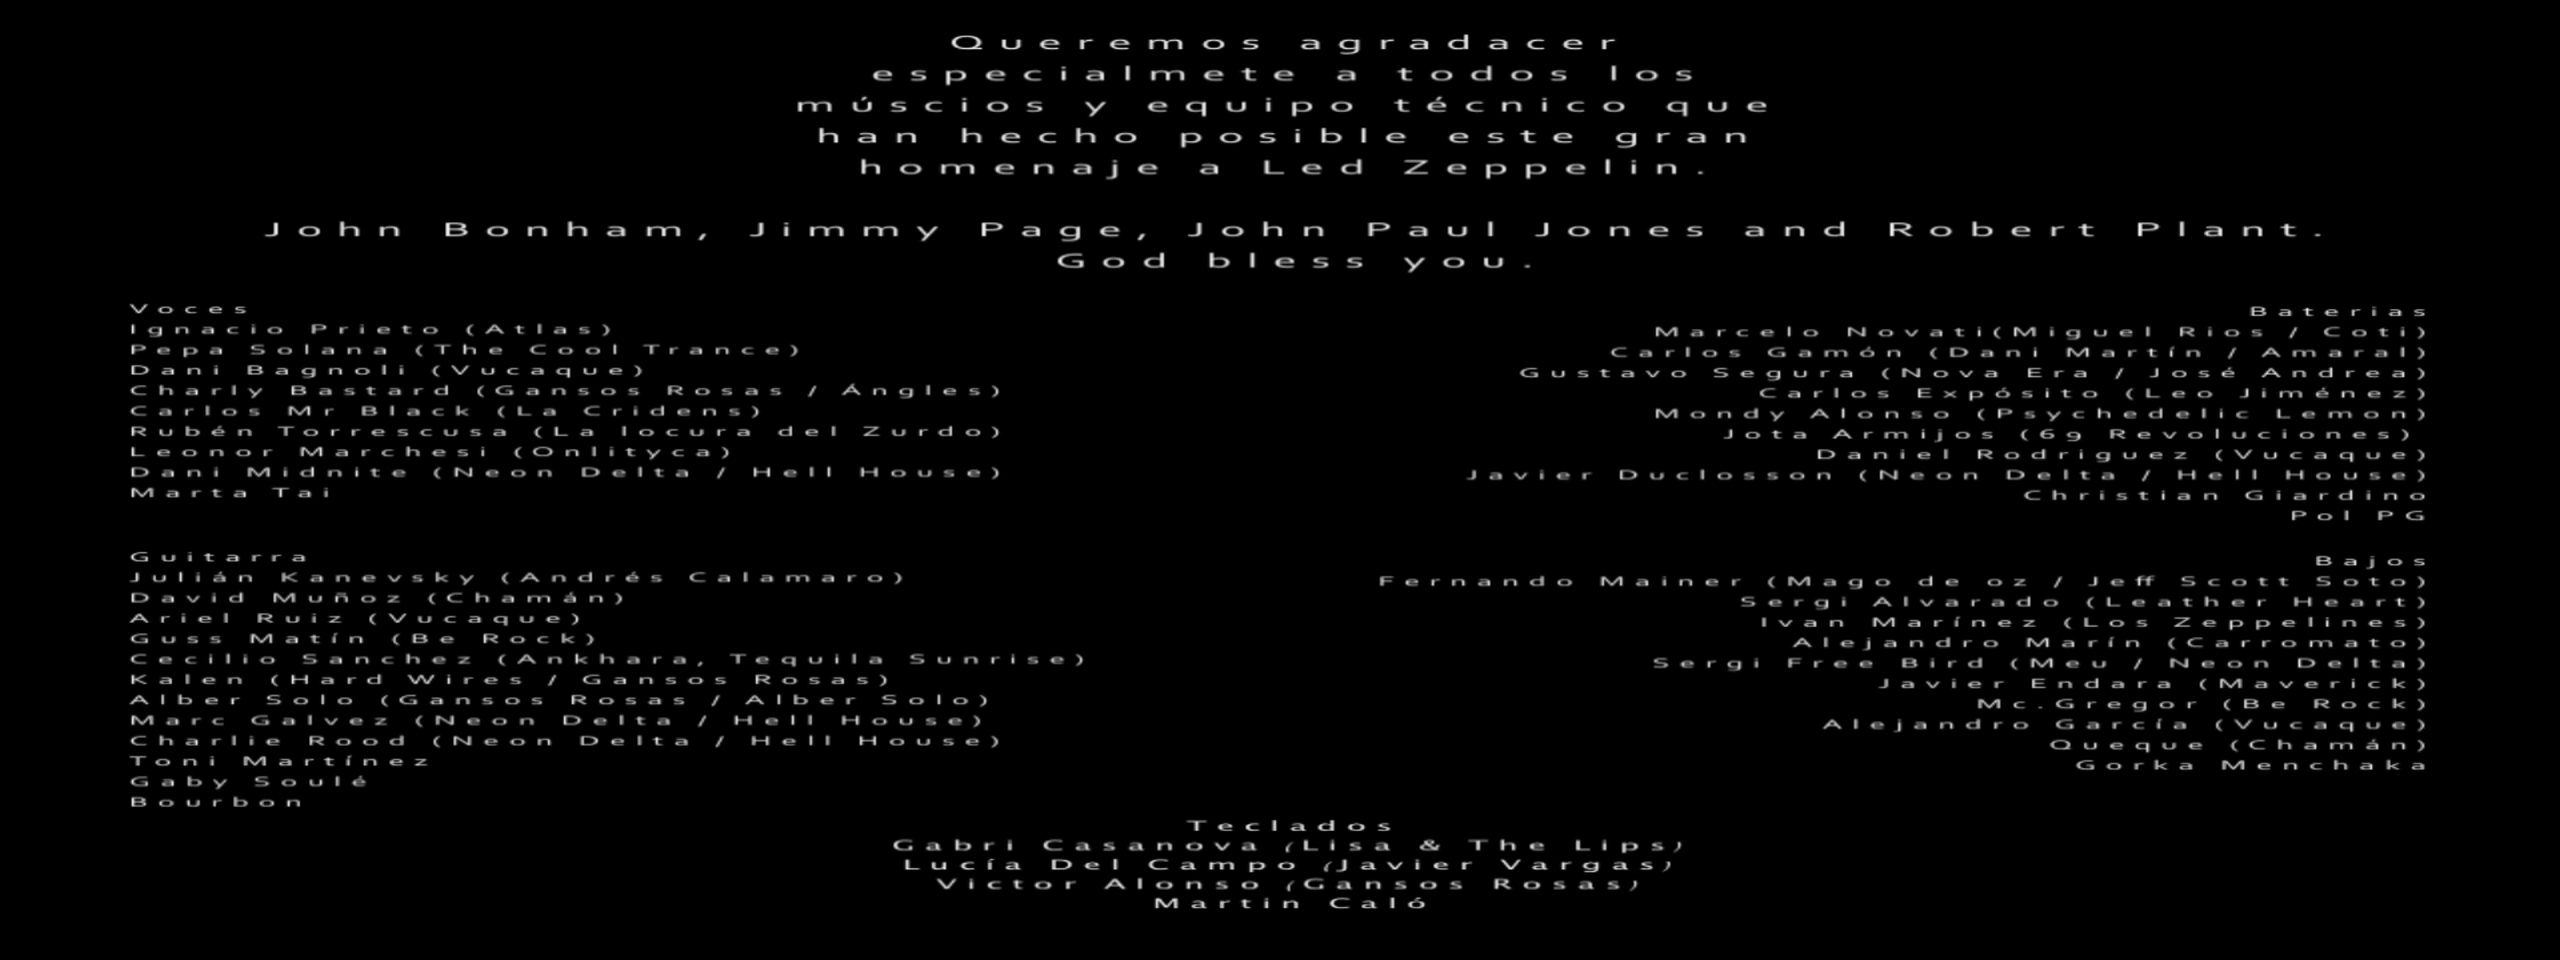 Queremos agradacer
especialmete a todos los
múscios y equipo técnico que
han hecho posible este gran
homenaje a Led Zeppelin.
John Bonham, Jimmy Page, John Paul Jones and Robert Plant.
God bless you.
Voces
Ignacio Prieto (Atlas)
Pepa Solana (The Cool Trance)
Dani Bagnoli (Vucaque)
Charly Bastard (Gansos Rosas / Ángles)
Carlos Mr Black (La Cridens)
Rubén Torrescusa (La locura del Zurdo)
Leonor Marchesi (Onlityca)
Dani Midnite (Neon Delta / Hell House)
Marta Tai
Baterias
Marcelo Novati(Miguel Rios / Coti)
Carlos Gamón (Dani Martín / Amaral)
Gustavo Segura (Nova Era / José Andrea)
Carlos Expósito (Leo Jiménez)
Mondy Alonso (Psychedelic Lemon)
Jota Armijos (69 Revoluciones)
Daniel Rodriguez (Vucaque)
Javier Duclosson (Neon Delta / Hell House)
Christian Giardino
Pol PG
Guitarra
Julián Kanevsky (Andrés Calamaro)
David Muñoz (Chamán)
Ariel Ruiz (Vucaque)
Guss Matín (Be Rock)
Cecilio Sanchez (Ankhara, Tequila Sunrise)
Kalen (Hard Wires / Gansos Rosas)
Alber Solo (Gansos Rosas / Alber Solo)
Marc Galvez (Neon Delta / Hell House)
Charlie Rood (Neon Delta / Hell House)
Toni Martínez
Gaby Soulé
Bourbon
Bajos
Fernando Mainer (Mago de oz / Jeff Scott Soto)
Sergi Alvarado (Leather Heart)
Ivan Marínez (Los Zeppelines)
Alejandro Marín (Carromato)
Sergi Free Bird (Meu / Neon Delta)
Javier Endara (Maverick)
Mc.Gregor (Be Rock)
Alejandro García (Vucaque)
Queque (Chamán)
Gorka Menchaka
Teclados
Gabri Casanova (Lisa & The Lips)
Lucía Del Campo (Javier Vargas)
Victor Alonso (Gansos Rosas)
Martin Caló